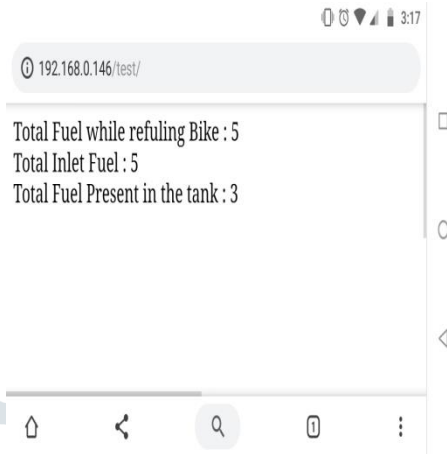 3:17
192.168.0.146/test/
Total Fuel while refuling Bike : 5
Total Inlet Fuel : 5
Total Fuel Present in the tank : 3
1